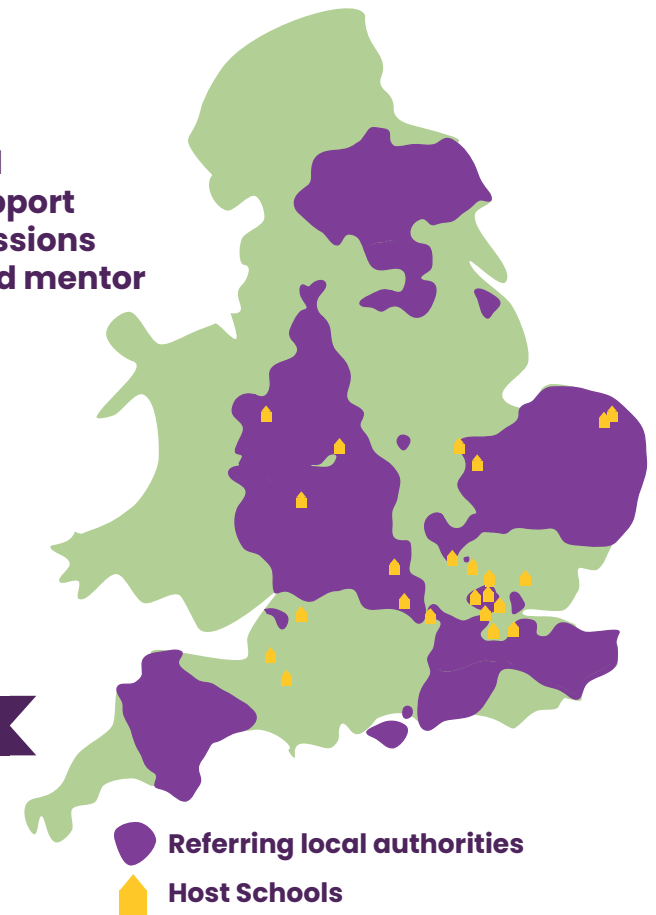 pport
ssions
d mentor
Referring local authorities
Host Schools